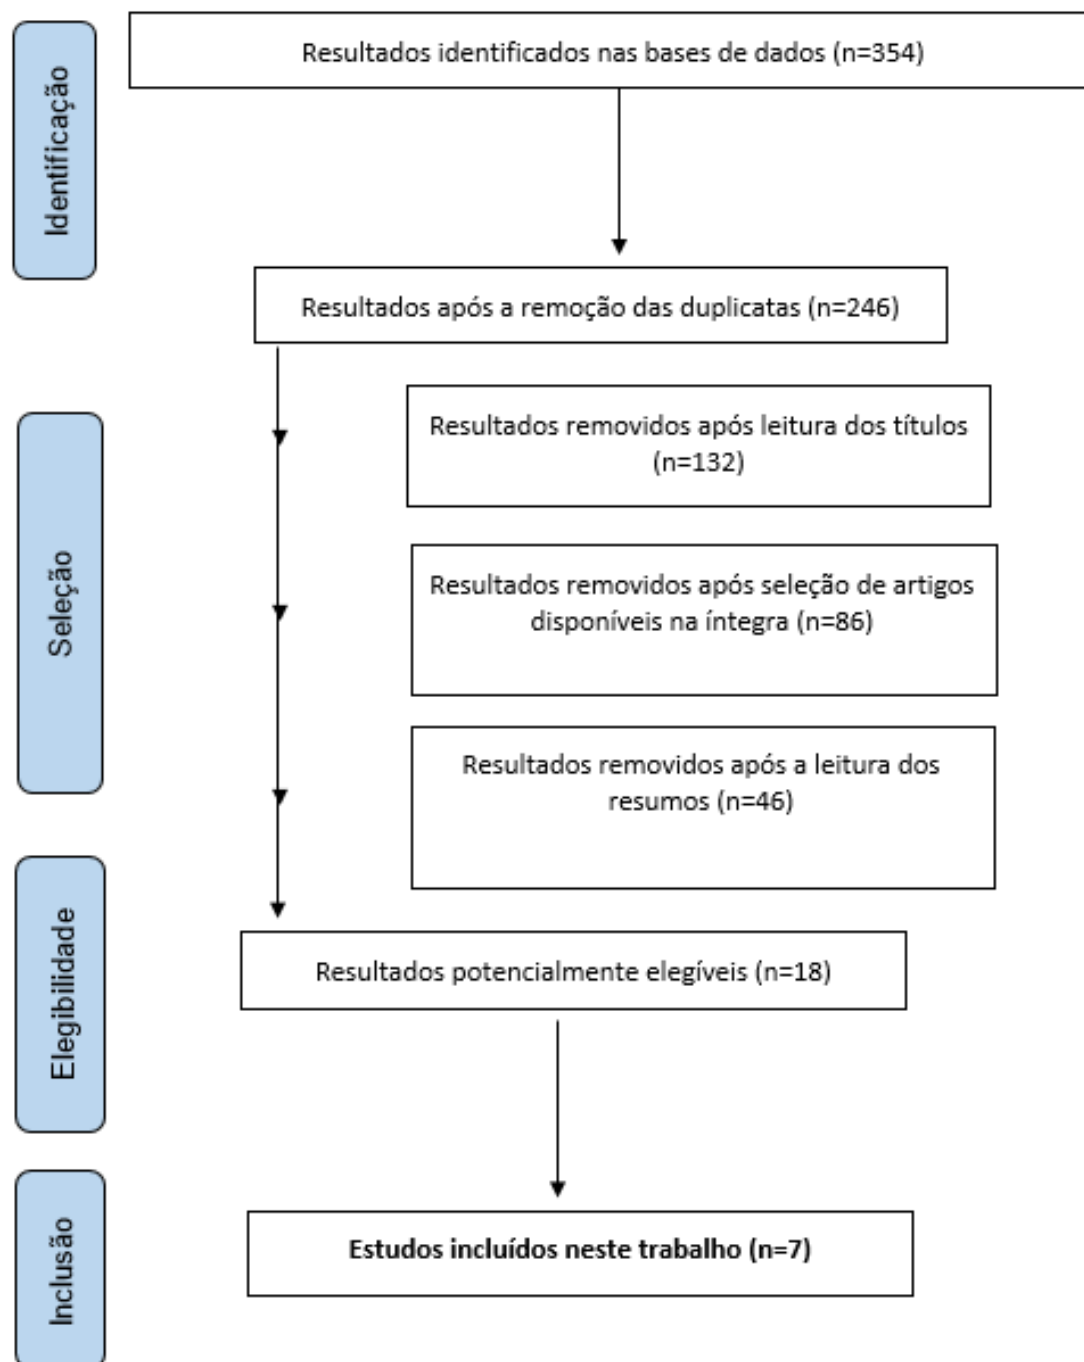 Identificação
Resultados identificados nas bases de dados (n=354)
Resultados após a remoção das duplicatas (n=246)
Seleção
Resultados removidos após leitura dos títulos
(n=132)
Resultados removidos após seleção de artigos
disponíveis na íntegra (n=86)
Resultados removidos após a leitura dos
resumos (n=46)
Elegibilidade
Resultados potencialmente elegíveis (n=18)
Inclusão
Estudos incluídos neste trabalho (n=7)